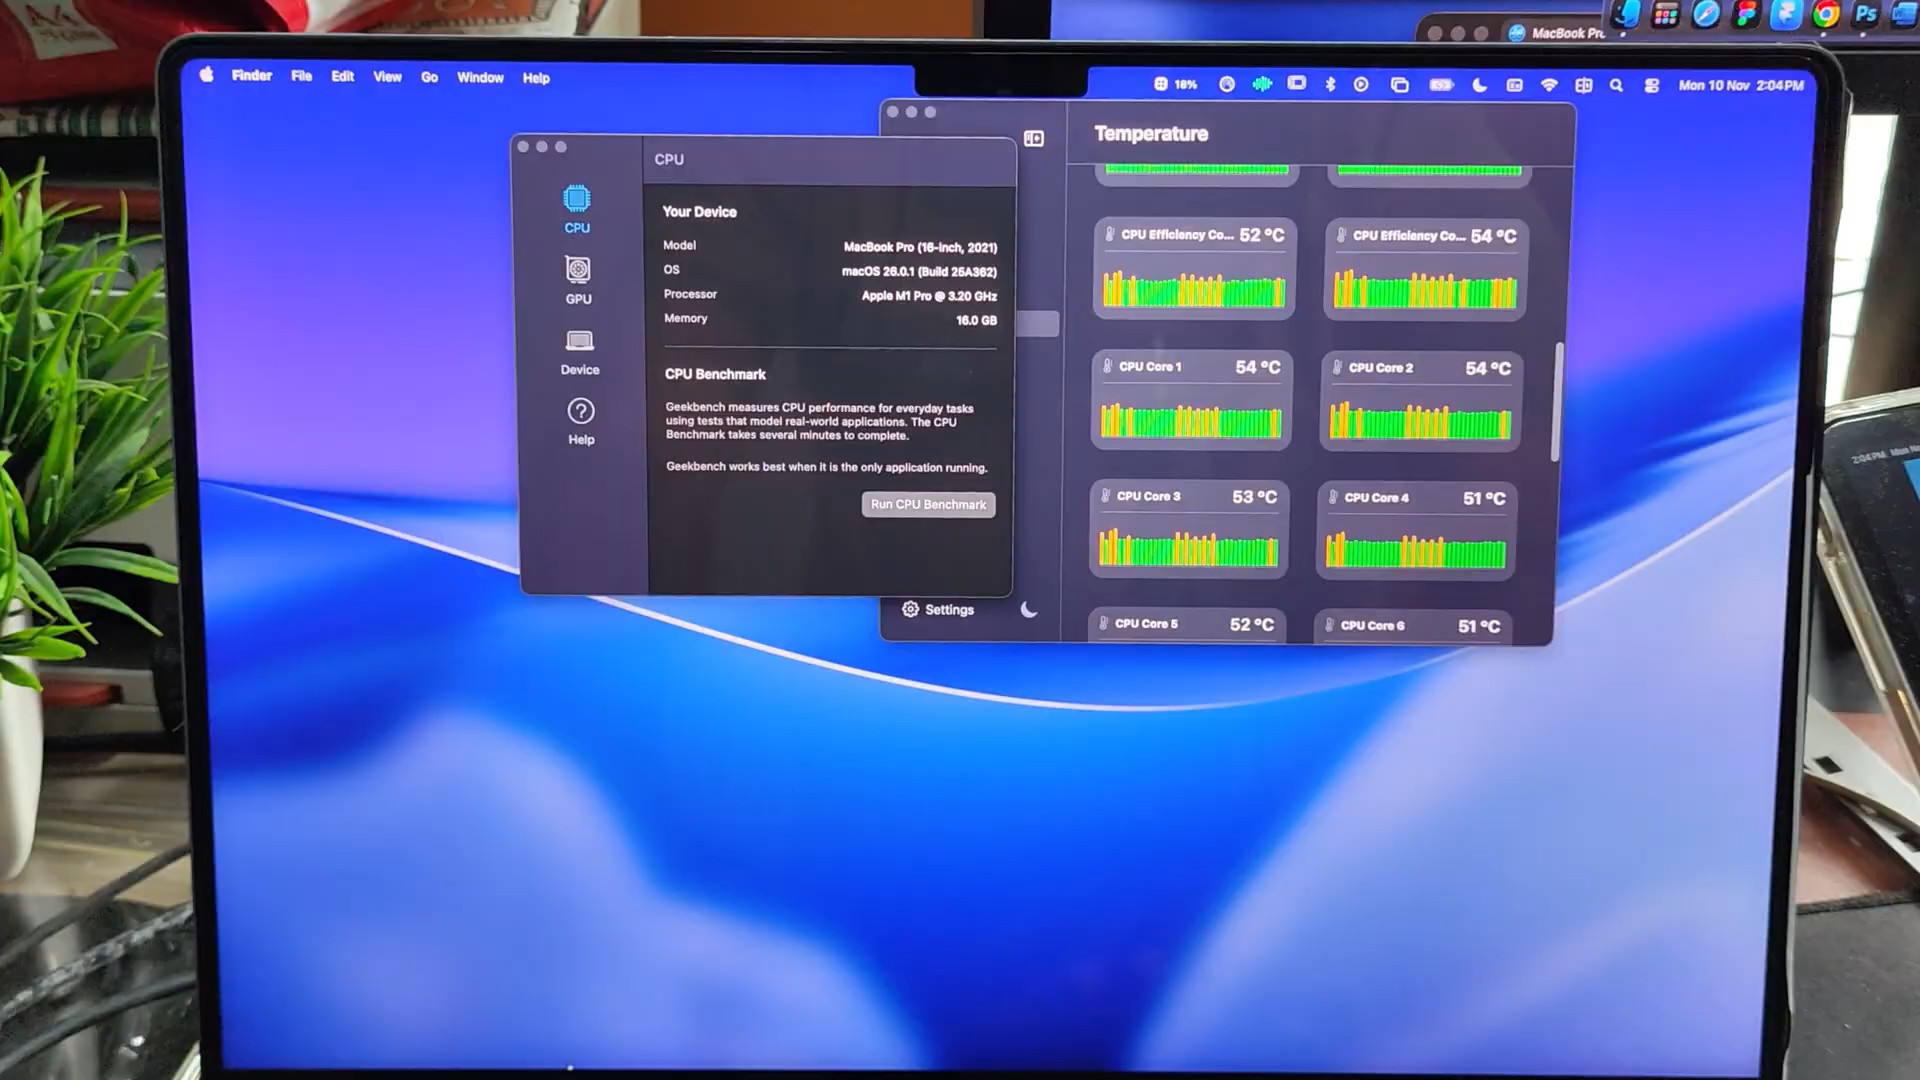 MacBook Pro
Ps
Finder File Edit View Go Window Help
18%
Mon 10 Nov 2:04PM
Temperature
CPU
CPU
GPU
Device
Help
Your Device
Model MacBook Pro (16-inch, 2021)
OS macOS 26.0.1 (Build 25A362)
Processor Apple M1 Pro @ 3.20 GHz
Memory 16.0 GB
CPU Benchmark
Geekbench measures CPU performance for everyday tasks
using tests that model real-world applications. The CPU
Benchmark takes several minutes to complete.
Geekbench works best when it is the only application running.
Run CPU Benchmark
CPU Efficiency Co... 52 °C
CPU Efficiency Co... 54 °C
CPU Core 1 54 °C
CPU Core 2 54 °C
CPU Core 3 53 °C
CPU Core 4 51 °C
CPU Core 5 52 °C
CPU Core 6 51 °C
Settings
2:04PM